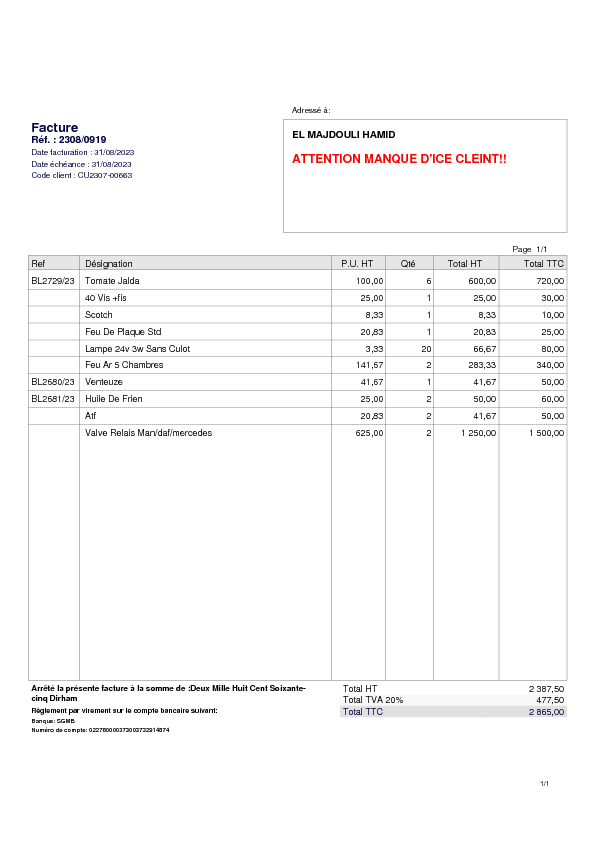 Adressé à:
Facture
Réf. : 2308/0919
Date facturation : 31/08/2023
Date échéance : 31/08/2023
Code client : CU2307-00663
EL MAJDOULI HAMID
ATTENTION MANQUE D'ICE CLEINT!!
Page 1/1
Ref Désignation P.U. HT Qté Total HT Total TTC
BL2729/23 Tomate Jalda 100,00 6 600,00 720,00
40 Vis +fis 25,00 1 25,00 30,00
Scotch 8,33 1 8,33 10,00
Feu De Plaque Std 20,83 1 20,83 25,00
Lampe 24v 3w Sans Culot 3,33 20 66,67 80,00
Feu Ar 5 Chambres 141,67 2 283,33 340,00
BL2680/23 Venteuze 41,67 1 41,67 50,00
BL2681/23 Huile De Frien 25,00 2 50,00 60,00
Atf 20,83 2 41,67 50,00
Valve Relais Man/daf/mercedes 625,00 2 1 250,00 1 500,00
Arrêté la présente facture à la somme de :Deux Mille Huit Cent Soixante-
cinq Dirham
Règlement par virement sur le compte bancaire suivant:
Banque: SGMB
Numéro de compte: 022780000373003732914874
Total HT 2 387,50
Total TVA 20% 477,50
Total TTC 2 865,00
1/1